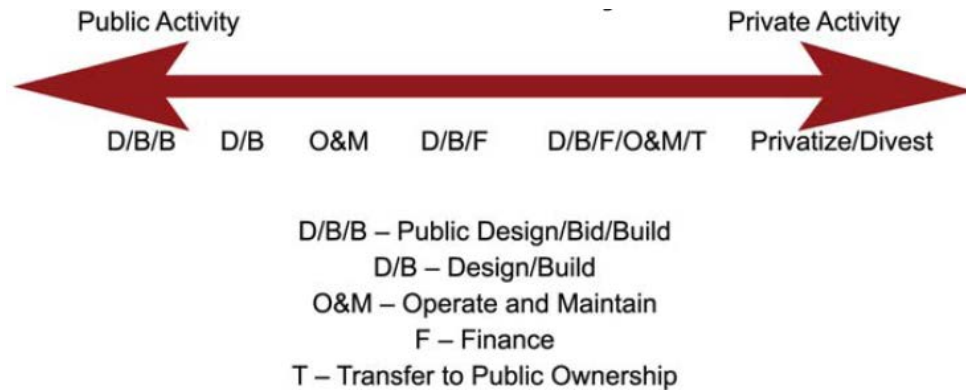 Public Activity Private Activity
D/B/B D/B O&M D/B/F D/B/F/O&M/T Privatize/Divest
D/B/B – Public Design/Bid/Build
D/B – Design/Build
O&M – Operate and Maintain
F – Finance
T – Transfer to Public Ownership